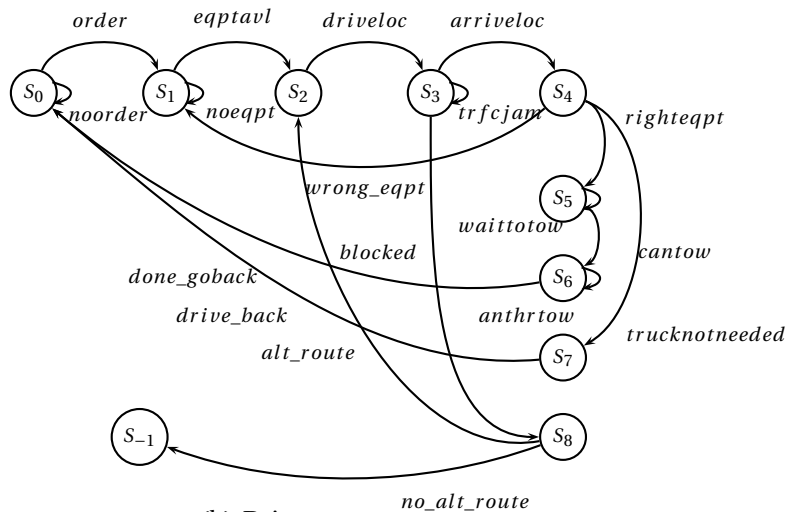 order
eqptavl
driveloc
arriveloc
S0
S1
S2
S3
S4
noorder
noeqpt
trfcjam
righteqpt
wrong_eqpt
S5
waittotow
blocked
cantow
done_goback
S6
drive_back
anthrtow
trucknotneeded
alt_route
S7
S−1
S8
no_alt_route